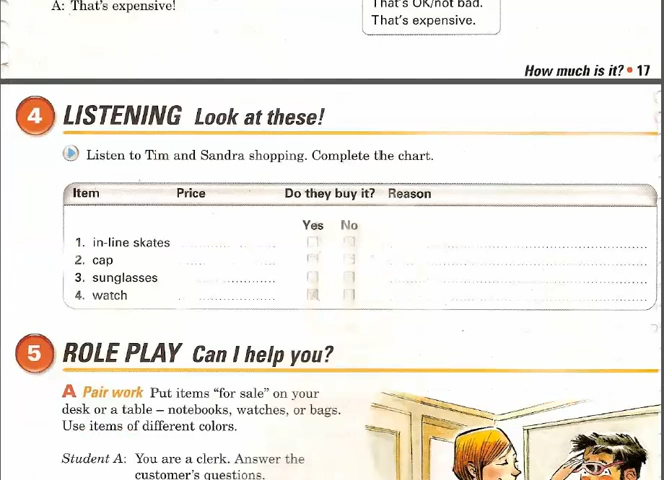 A: That's expensive!
That's OK/not bad.
That's expensive.
How much is it? • 17
4 LISTENING Look at these!
Listen to Tim and Sandra shopping. Complete the chart.
Item Price Do they buy it? Reason
Yes No
1. in-line skates
2. cap
3. sunglasses
4. watch
5 ROLE PLAY Can I help you?
A Pair work Put items “for sale” on your
desk or a table – notebooks, watches, or bags.
Use items of different colors.
Student A: You are a clerk. Answer the
customer's questions.